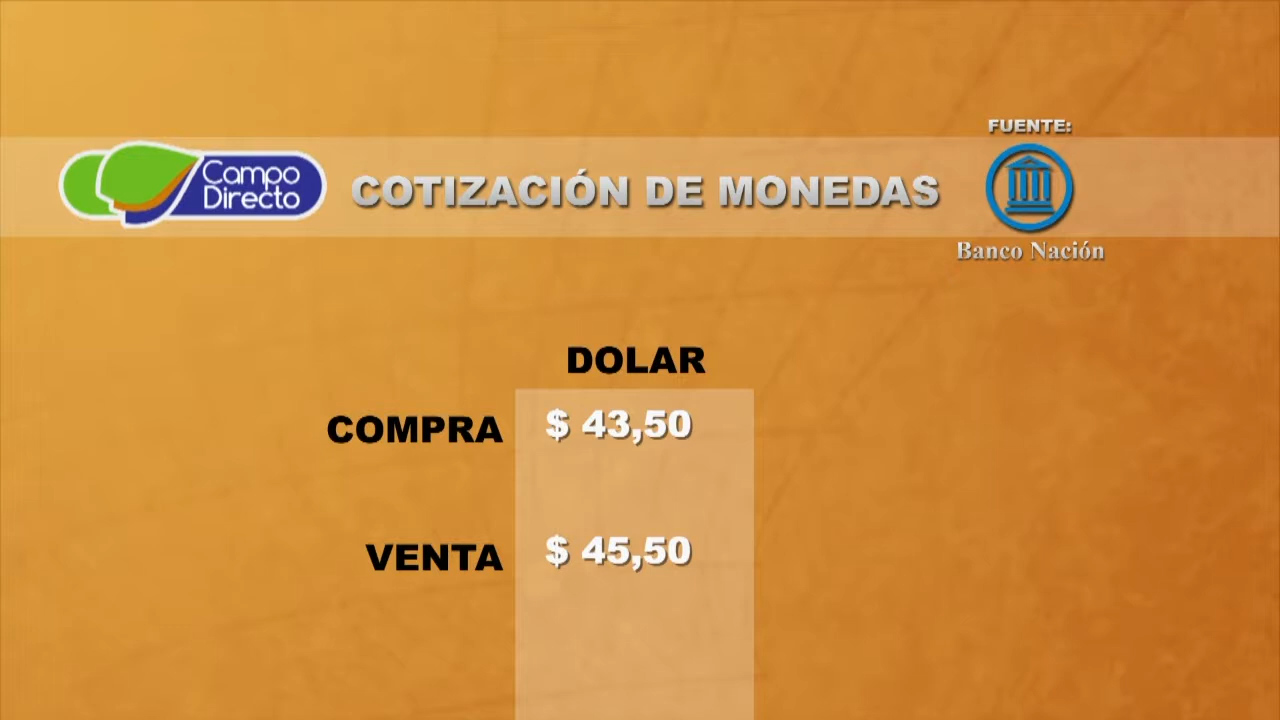 FUENTE:
Campo
Directo
COTIZACIÓN DE MONEDAS
Banco Nación
DOLAR
COMPRA $ 43,50
VENTA $ 45,50